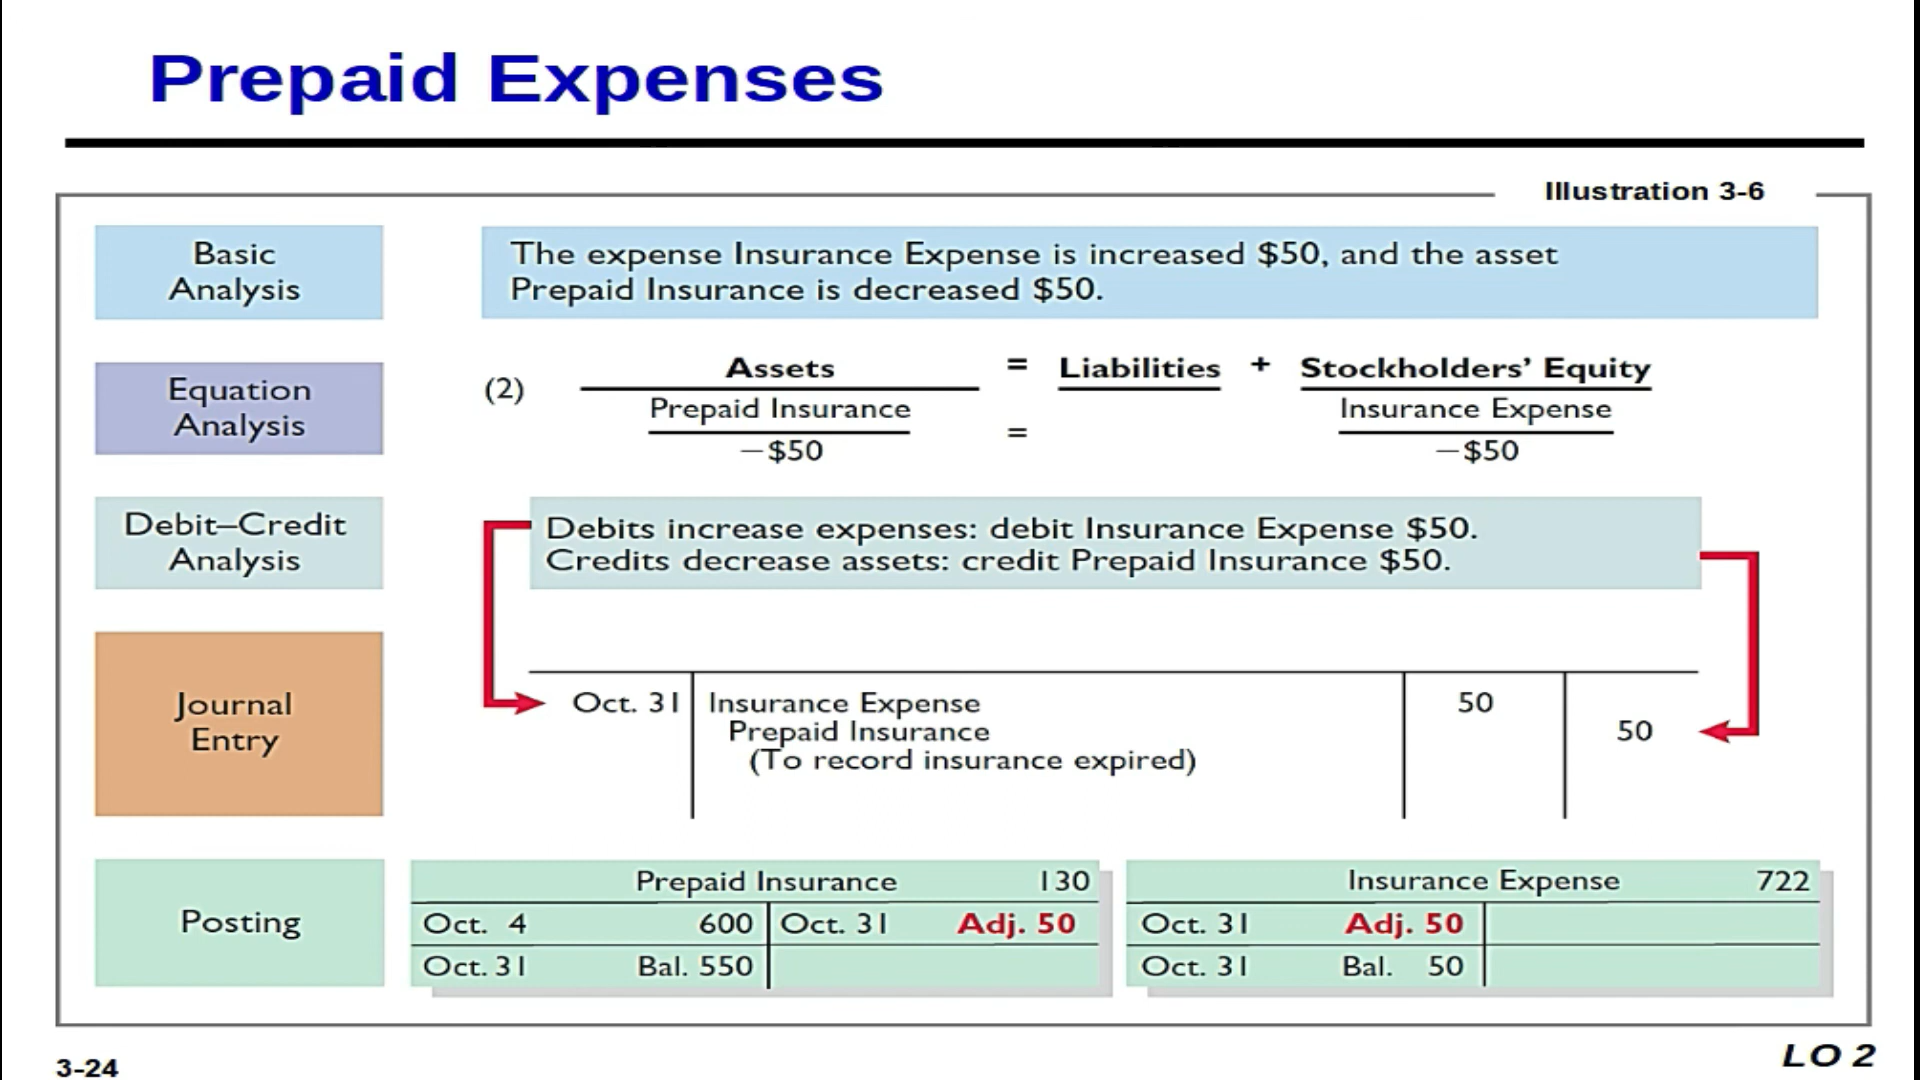 Prepaid Expenses
Illustration 3-6
Basic
Analysis
The expense Insurance Expense is increased $50, and the asset
Prepaid Insurance is decreased $50.
Equation
Analysis
(2)
Assets = Liabilities + Stockholders' Equity
Prepaid Insurance = Insurance Expense
−$50 −$50
Debit–Credit
Analysis
Debits increase expenses: debit Insurance Expense $50.
Credits decrease assets: credit Prepaid Insurance $50.
Journal
Entry
Oct. 31 Insurance Expense 50
Prepaid Insurance 50
(To record insurance expired)
Posting
Prepaid Insurance 130
Oct. 4 600 Oct. 31 Adj. 50
Oct. 31 Bal. 550
Insurance Expense 722
Oct. 31 Adj. 50
Oct. 31 Bal. 50
3-24
LO 2